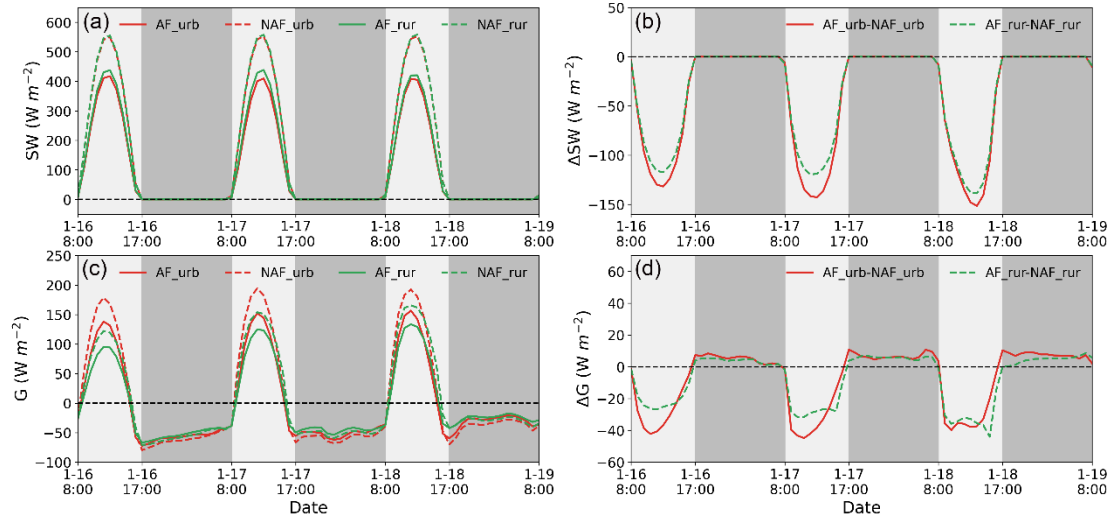 (a)
AF_urb NAF_urb AF_rur NAF_rur
SW (W m⁻²)
600
500
400
300
200
100
0
1-16 1-16 1-17 1-17 1-18 1-18 1-19
8:00 17:00 8:00 17:00 8:00 17:00 8:00
(b)
AF_urb-NAF_urb AF_rur-NAF_rur
ΔSW (W m⁻²)
0
−50
−100
−150
1-16 1-16 1-17 1-17 1-18 1-18 1-19
8:00 17:00 8:00 17:00 8:00 17:00 8:00
(c)
AF_urb NAF_urb AF_rur NAF_rur
G (W m⁻²)
250
200
150
100
50
0
−50
−100
1-16 1-16 1-17 1-17 1-18 1-18 1-19
8:00 17:00 8:00 17:00 8:00 17:00 8:00
Date
(d)
AF_urb-NAF_urb AF_rur-NAF_rur
ΔG (W m⁻²)
60
40
20
0
−20
−40
−60
1-16 1-16 1-17 1-17 1-18 1-18 1-19
8:00 17:00 8:00 17:00 8:00 17:00 8:00
Date